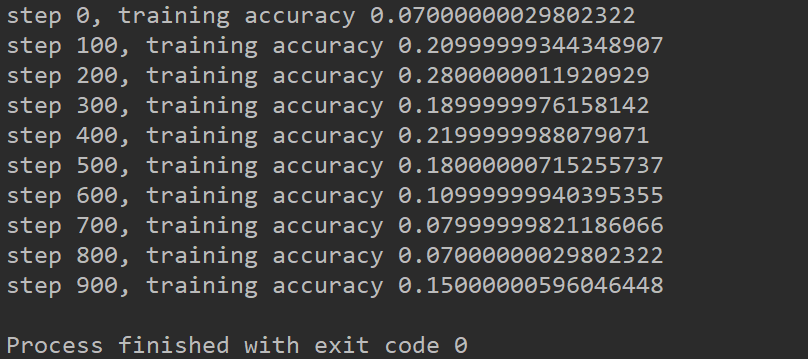 step 0, training accuracy 0.07000000029802322
step 100, training accuracy 0.20999999344348907
step 200, training accuracy 0.2800000011920929
step 300, training accuracy 0.1899999976158142
step 400, training accuracy 0.2199999988079071
step 500, training accuracy 0.18000000715255737
step 600, training accuracy 0.10999999940395355
step 700, training accuracy 0.07999999821186066
step 800, training accuracy 0.07000000029802322
step 900, training accuracy 0.15000000596046448
Process finished with exit code 0